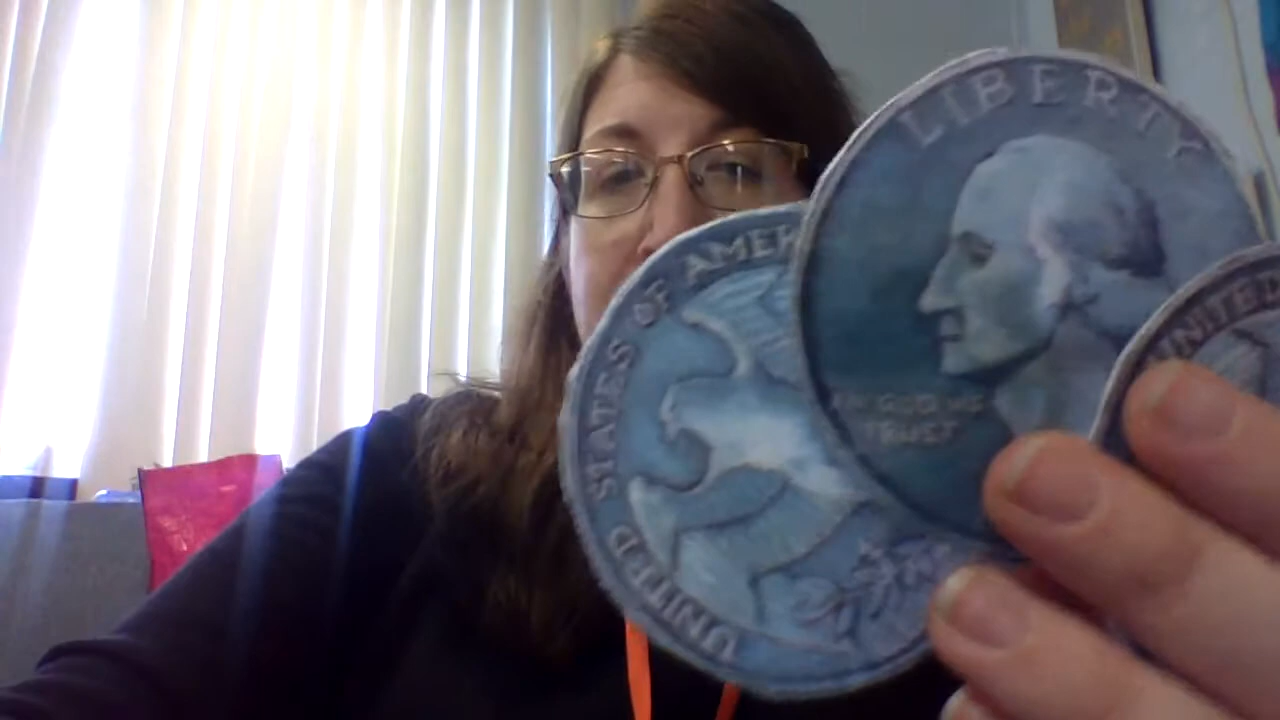 LIBERTY
IN GOD WE
TRUST
UNITED STATES OF AMER
UNITED